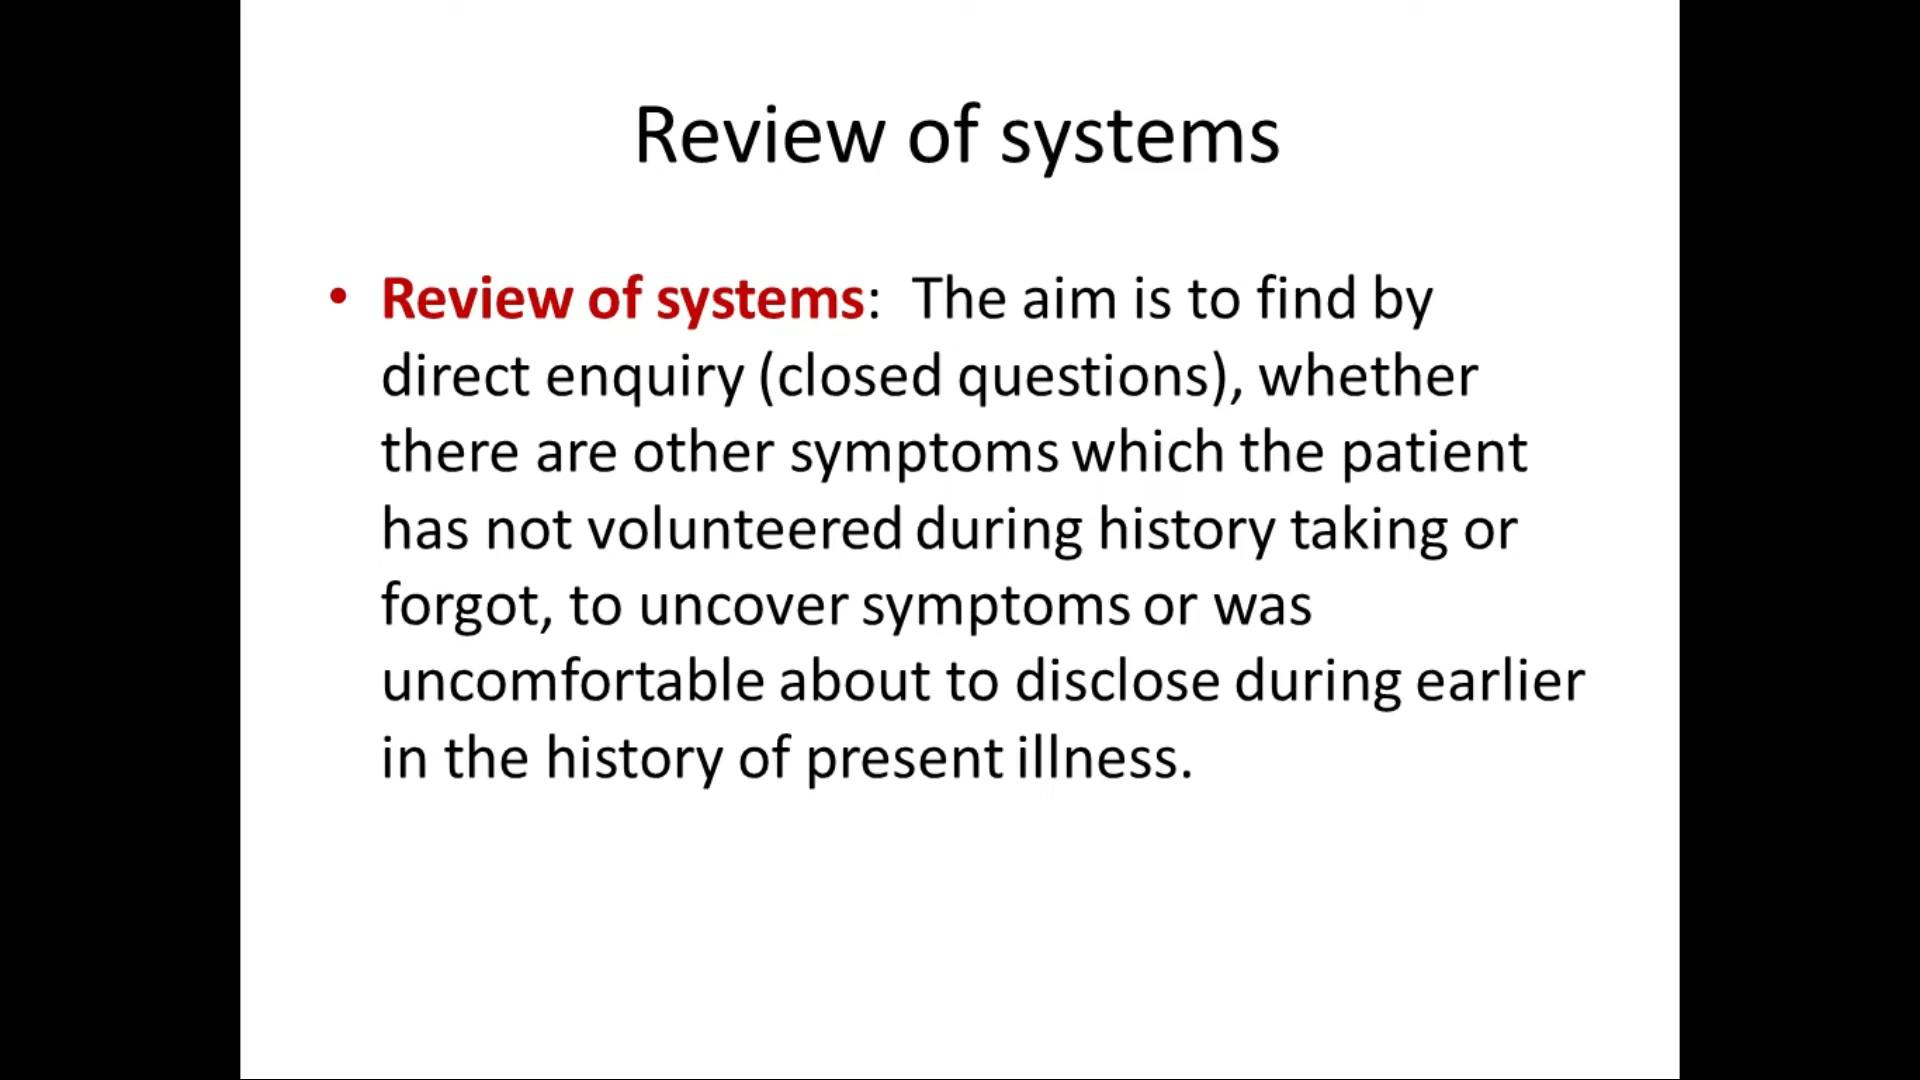 Review of systems
• Review of systems:  The aim is to find by
direct enquiry (closed questions), whether
there are other symptoms which the patient
has not volunteered during history taking or
forgot, to uncover symptoms or was
uncomfortable about to disclose during earlier
in the history of present illness.